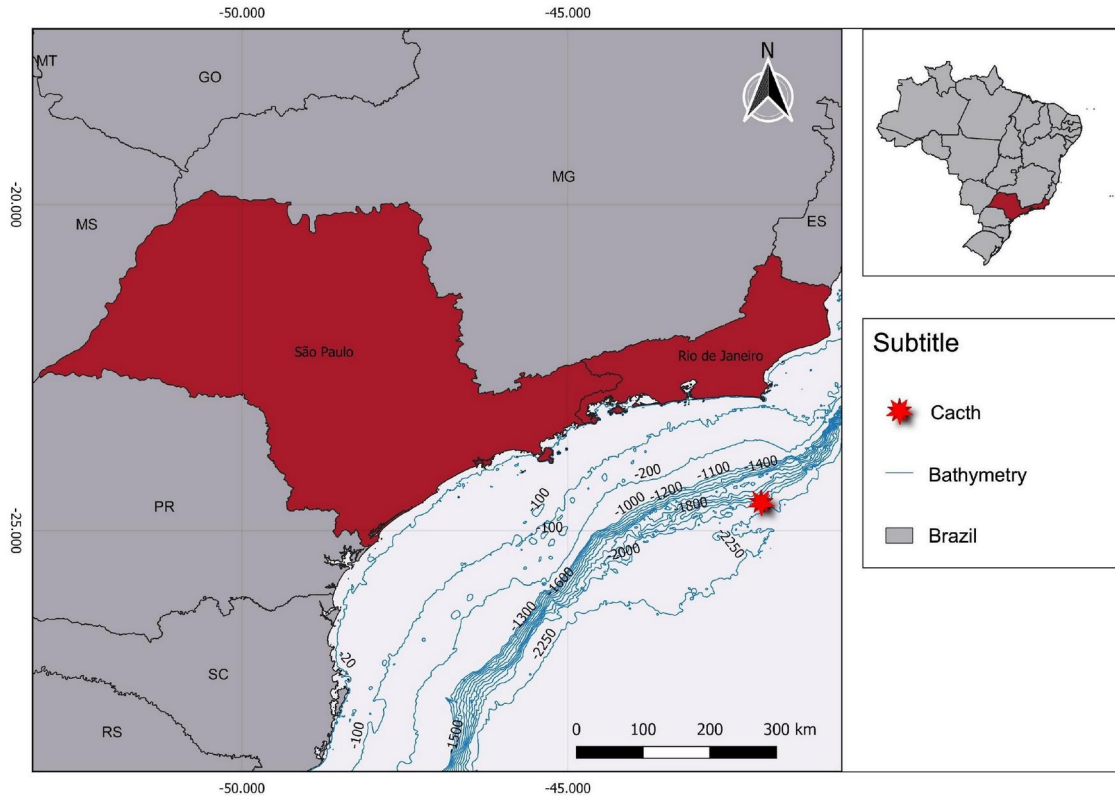 -50.000
-45.000
MT
GO
N
MG
-20.000
MS
ES
São Paulo
Rio de Janeiro
Subtitle
Cacth
Bathymetry
Brazil
-200
-1100
-1400
-100
-1200
-1000
-1800
PR
-100
-25.000
-2000
-2250
-1600
-1300
-2250
-20
SC
RS
-100
-1500
0 100 200 300 km
-50.000
-45.000